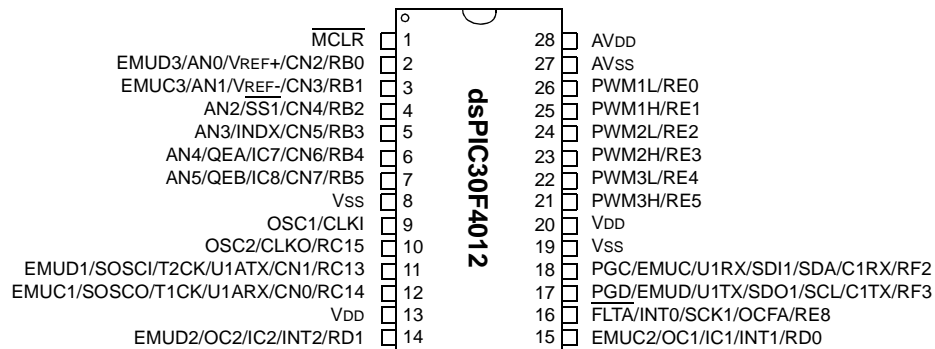 MCLR 1 28 AVDD
EMUD3/AN0/VREF+/CN2/RB0 2 27 AVSS
EMUC3/AN1/VREF-/CN3/RB1 3 26 PWM1L/RE0
AN2/SS1/CN4/RB2 4 25 PWM1H/RE1
AN3/INDX/CN5/RB3 5 24 PWM2L/RE2
AN4/QEA/IC7/CN6/RB4 6 23 PWM2H/RE3
AN5/QEB/IC8/CN7/RB5 7 22 PWM3L/RE4
VSS 8 21 PWM3H/RE5
OSC1/CLKI 9 20 VDD
OSC2/CLKO/RC15 10 19 VSS
EMUD1/SOSCI/T2CK/U1ATX/CN1/RC13 11 18 PGC/EMUC/U1RX/SDI1/SDA/C1RX/RF2
EMUC1/SOSCO/T1CK/U1ARX/CN0/RC14 12 17 PGD/EMUD/U1TX/SDO1/SCL/C1TX/RF3
VDD 13 16 FLTA/INT0/SCK1/OCFA/RE8
EMUD2/OC2/IC2/INT2/RD1 14 15 EMUC2/OC1/IC1/INT1/RD0
dsPIC30F4012